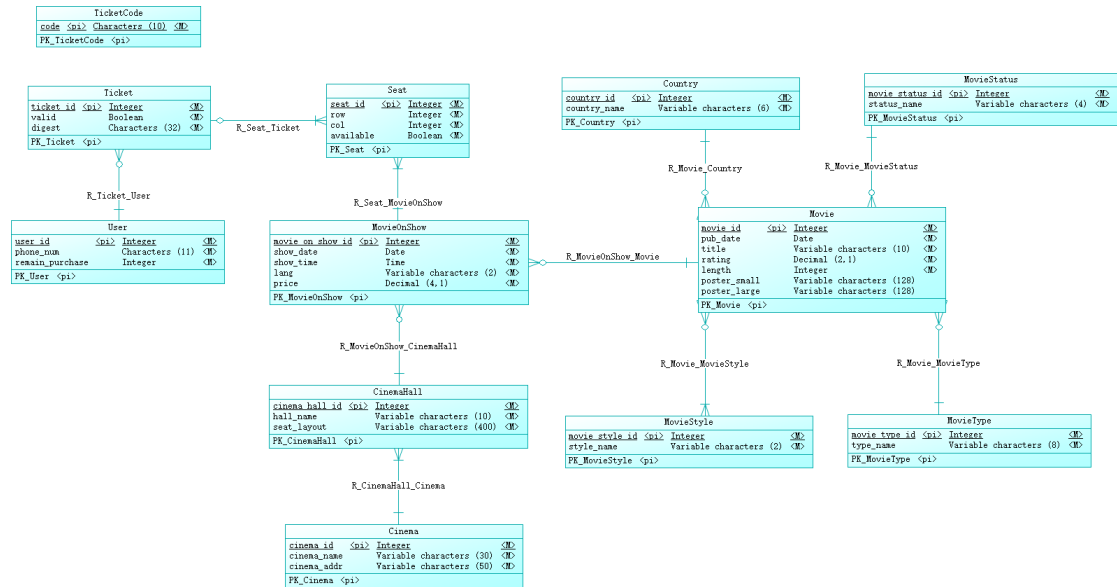 TicketCode
code <pi> Characters (10) <M>
PK_TicketCode <pi>
Ticket
ticket_id <pi> Integer <M>
valid Boolean <M>
digest Characters (32) <M>
PK_Ticket <pi>
R_Seat_Ticket
Seat
seat_id <pi> Integer <M>
row Integer <M>
col Integer <M>
available Boolean <M>
PK_Seat <pi>
Country
country_id <pi> Integer <M>
country_name Variable characters (6) <M>
PK_Country <pi>
MovieStatus
movie_status_id <pi> Integer <M>
status_name Variable characters (4) <M>
PK_MovieStatus <pi>
R_Ticket_User
R_Seat_MovieOnShow
R_Movie_Country
R_Movie_MovieStatus
User
user_id <pi> Integer <M>
phone_num Characters (11) <M>
remain_purchase Integer <M>
PK_User <pi>
MovieOnShow
movie_on_show_id <pi> Integer <M>
show_date Date <M>
show_time Time <M>
lang Variable characters (2) <M>
price Decimal (4,1) <M>
PK_MovieOnShow <pi>
R_MovieOnShow_Movie
Movie
movie_id <pi> Integer <M>
pub_date Date <M>
title Variable characters (10) <M>
rating Decimal (2,1) <M>
length Integer <M>
poster_small Variable characters (128)
poster_large Variable characters (128)
PK_Movie <pi>
R_MovieOnShow_CinemaHall
R_Movie_MovieStyle
R_Movie_MovieType
CinemaHall
cinema_hall_id <pi> Integer <M>
hall_name Variable characters (10) <M>
seat_layout Variable characters (400) <M>
PK_CinemaHall <pi>
MovieStyle
movie_style_id <pi> Integer <M>
style_name Variable characters (2) <M>
PK_MovieStyle <pi>
MovieType
movie_type_id <pi> Integer <M>
type_name Variable characters (8) <M>
PK_MovieType <pi>
R_CinemaHall_Cinema
Cinema
cinema_id <pi> Integer <M>
cinema_name Variable characters (30) <M>
cinema_addr Variable characters (50) <M>
PK_Cinema <pi>